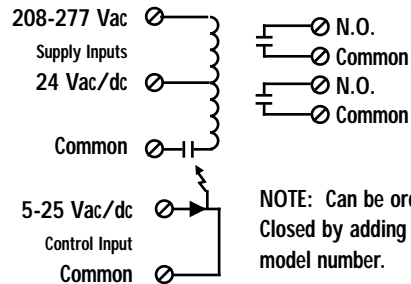 208-277 Vac
Supply Inputs
24 Vac/dc
Common
5-25 Vac/dc
Control Input
Common
N.O.
Common
N.O.
Common
NOTE: Can be
Closed by adding
model number.